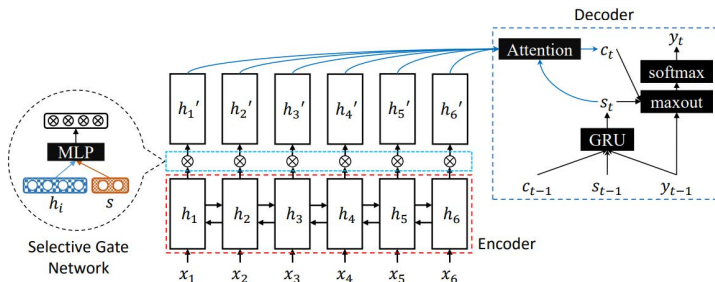 Decoder
Attention
c_t
y_t
softmax
maxout
s_t
GRU
c_{t-1} s_{t-1} y_{t-1}
h_1' h_2' h_3' h_4' h_5' h_6'
MLP
h_i s
Selective Gate
Network
h_1 h_2 h_3 h_4 h_5 h_6
Encoder
x_1 x_2 x_3 x_4 x_5 x_6